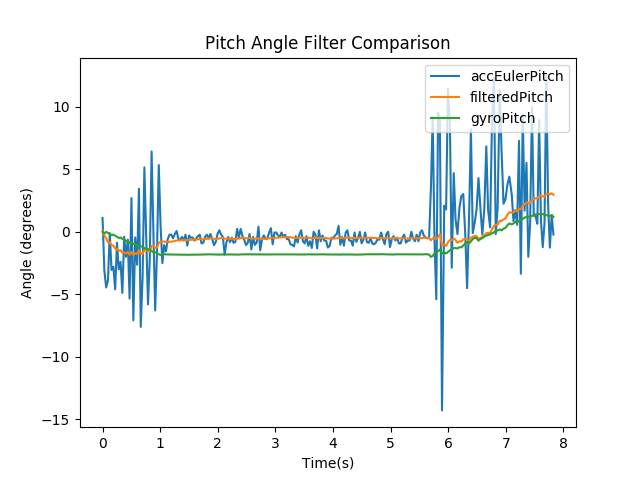 Pitch Angle Filter Comparison
accEulerPitch
filteredPitch
gyroPitch
10
5
0
−5
−10
−15
Angle (degrees)
0 1 2 3 4 5 6 7 8
Time(s)